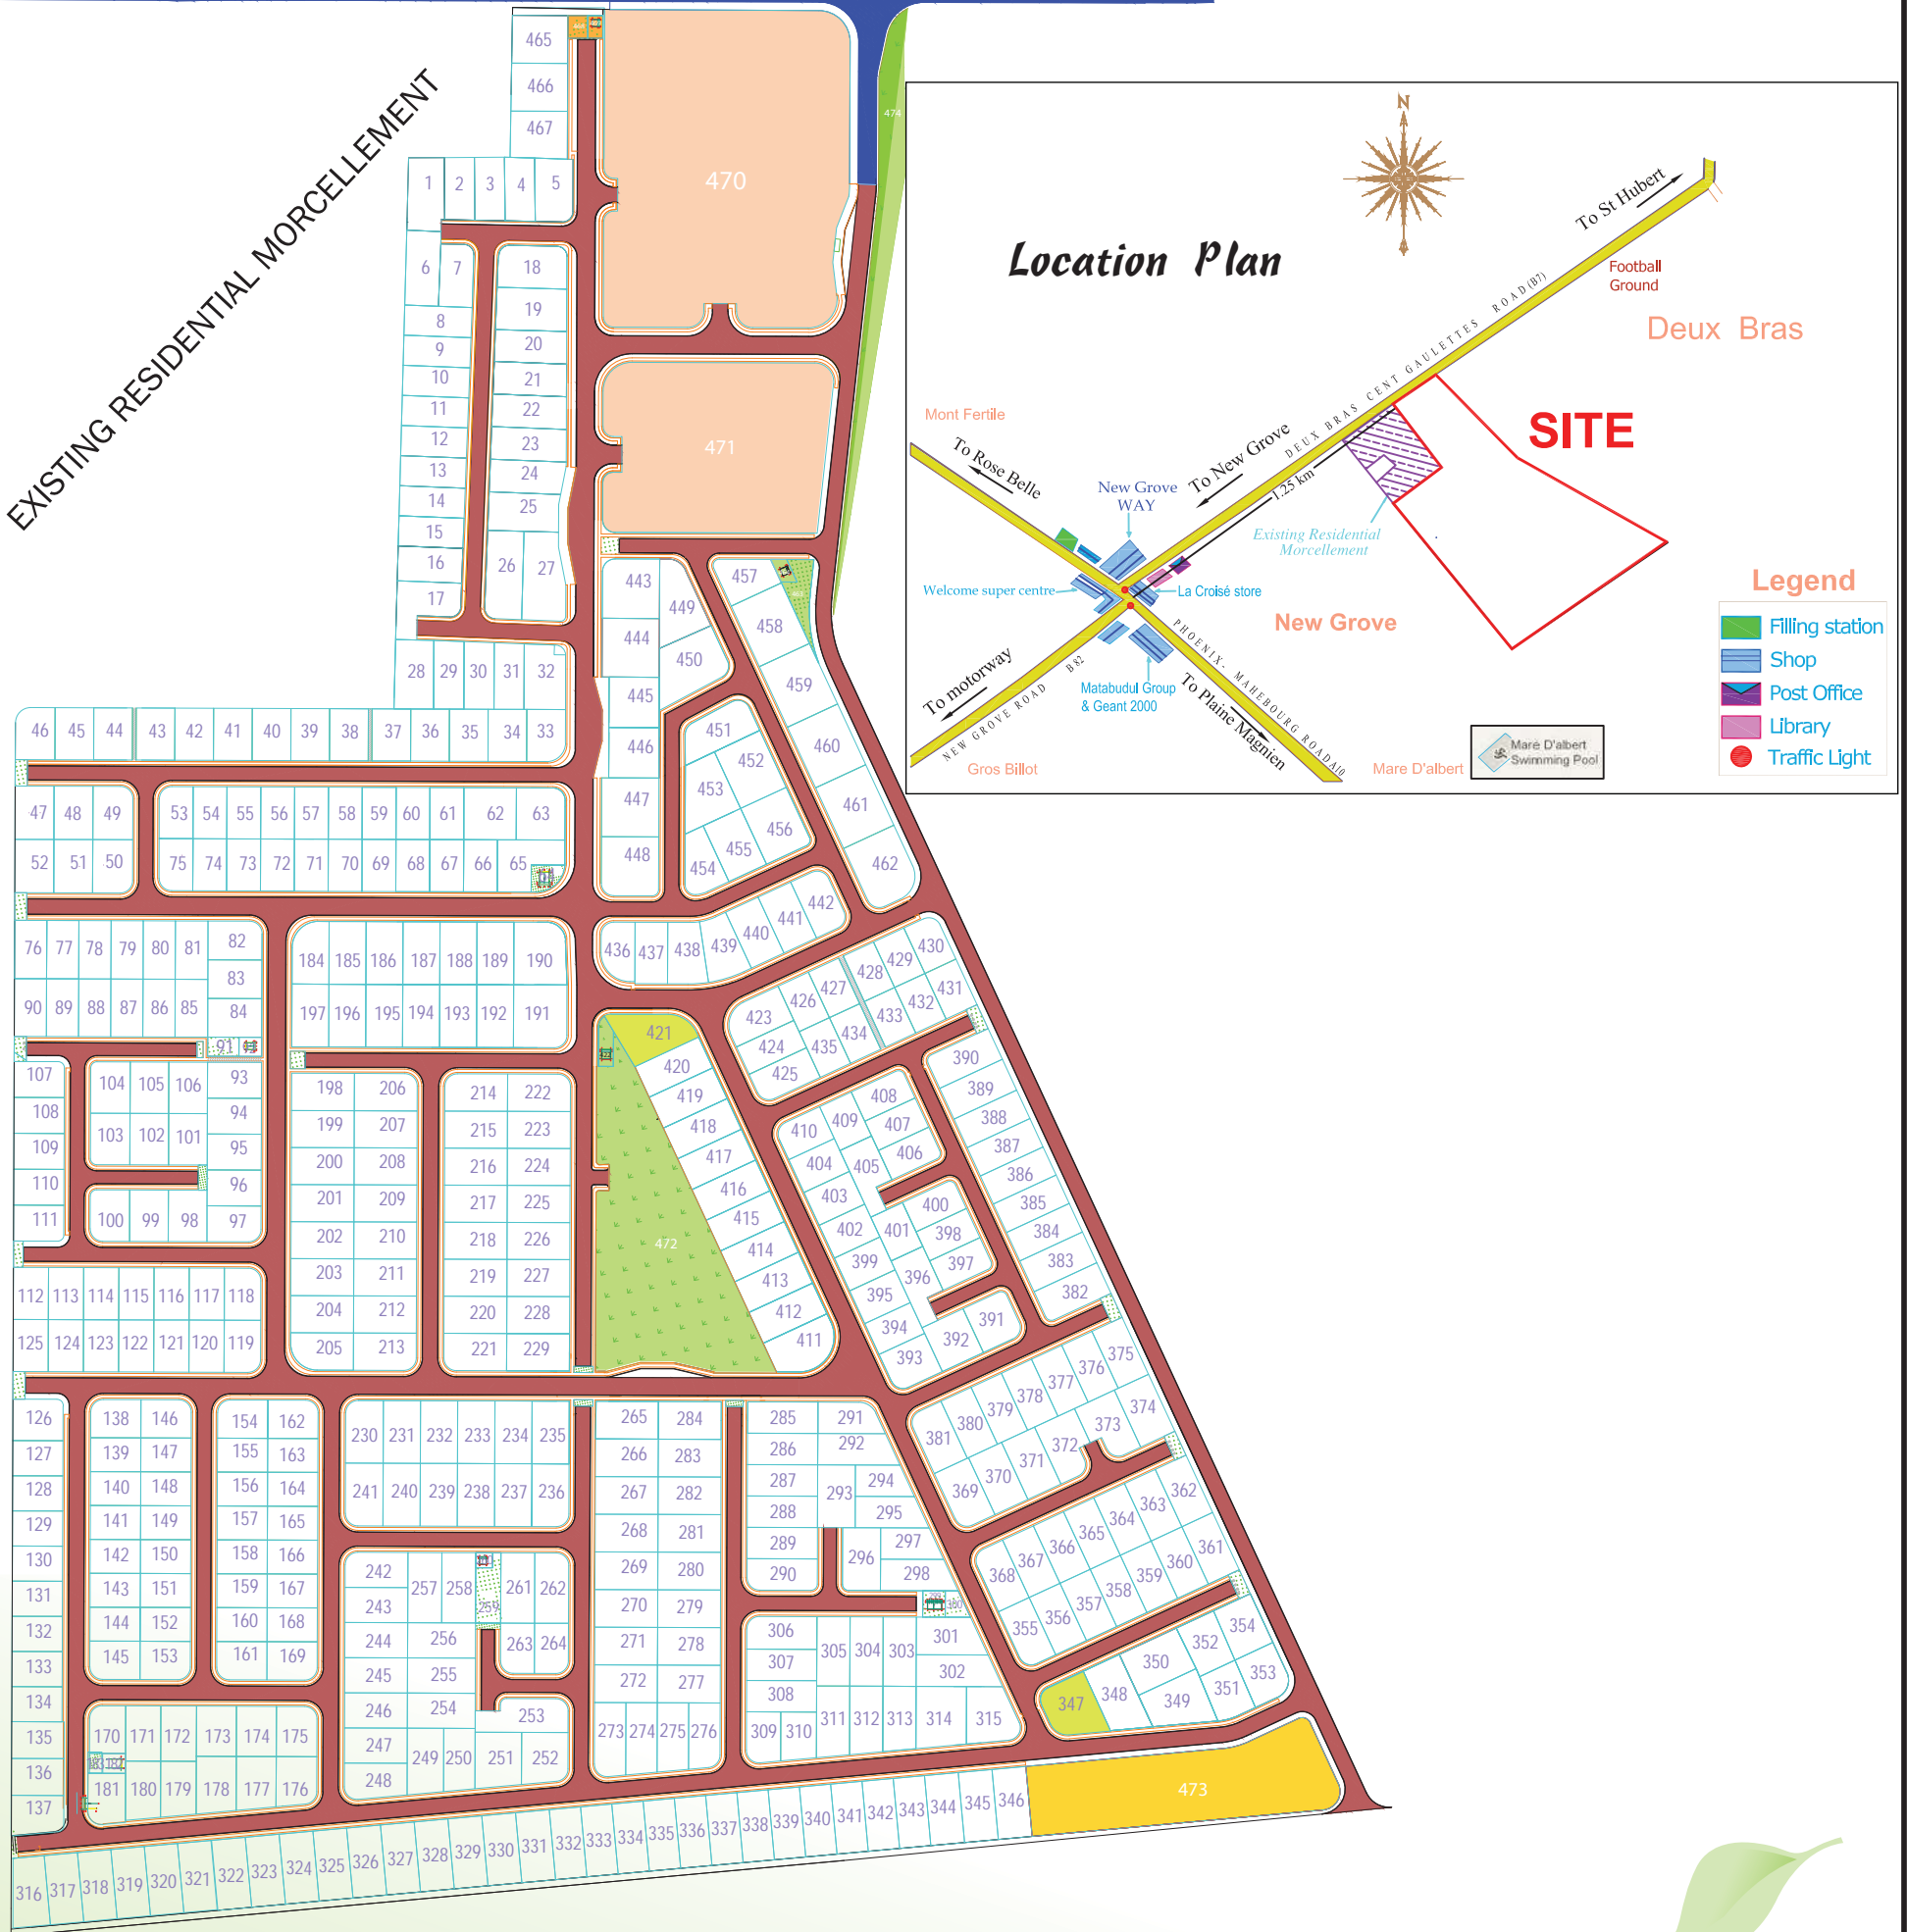 EXISTING RESIDENTIAL MORCELLEMENT
465
466
467
470
474
1 2 3 4 5
6 7
18
8
19
9
20
10
21
11
22
12
23
13
24
14
25
15
16
26 27
17
471
28 29 30 31 32
46 45 44 43 42 41 40 39 38 37 36 35 34 33
47 48 49
52 51 50
53 54 55 56 57 58 59 60 61 62 63
75 74 73 72 71 70 69 68 67 66 65
443
444
445
446
447
448
449
450
451
452
453
454
455
456
457
458
459
460
461
462
436 437 438 439 440 441 442
76 77 78 79 80 81 82
83
90 89 88 87 86 85 84
91
184 185 186 187 188 189 190
197 196 195 194 193 192 191
423
424
425
426
427
428
429
430
431
432
433
434
435
107
108
109
110
111
104 105 106 93
94
103 102 101 95
96
100 99 98 97
198 206
199 207
200 208
201 209
202 210
203 211
204 212
205 213
214 222
215 223
216 224
217 225
218 226
219 227
220 228
221 229
421
420
419
418
417
416
415
414
413
412
411
472
390
389
388
387
386
385
384
383
382
408
409
410
407
406
405
404
403
402
401
400
399
398
397
396
395
394
393
392
391
112 113 114 115 116 117 118
125 124 123 122 121 120 119
126
127
128
129
130
131
132
133
134
135
136
137
138 146
139 147
140 148
141 149
142 150
143 151
144 152
145 153
154 162
155 163
156 164
157 165
158 166
159 167
160 168
161 169
170 171 172 173 174 175
181 180 179 178 177 176
230 231 232 233 234 235
241 240 239 238 237 236
242
243
244
245
246
247
248
257 258
259
261 262
263 264
256
255
254
253
249 250 251 252
265 284
266 283
267 282
268 281
269 280
270 279
271 278
272 277
273 274 275 276
285 291
286 292
287 293 294
288 295
289 296 297
290 298
306 305 304 303 301
307 302
308
309 310 311 312 313 314 315
381 380 379 378 377 376 375
369 370 371 372 373 374
368 367 366 365 364 363 362
355 356 357 358 359 360 361
347 348 350 352 354
349 351 353
473
316 317 318 319 320 321 322 323 324 325 326 327 328 329 330 331 332 333 334 335 336 337 338 339 340 341 342 343 344 345 346
Location Plan
N
To St Hubert
Football
Ground
Deux Bras
DEUX BRAS CENT GAULETTES ROAD(B7)
SITE
Mont Fertile
To Rose Belle
To New Grove
1.25 km
New Grove
WAY
Existing Residential
Morcellement
Welcome super centre
La Croisé store
New Grove
To motorway
NEW GROVE ROAD B 82
Matabudul Group
& Geant 2000
PHOENIX- MAHEBOURG ROAD A10
To Plaine Magnien
Gros Billot
Mare D'albert
Mare D'albert
Swimming Pool
Legend
Filling station
Shop
Post Office
Library
Traffic Light